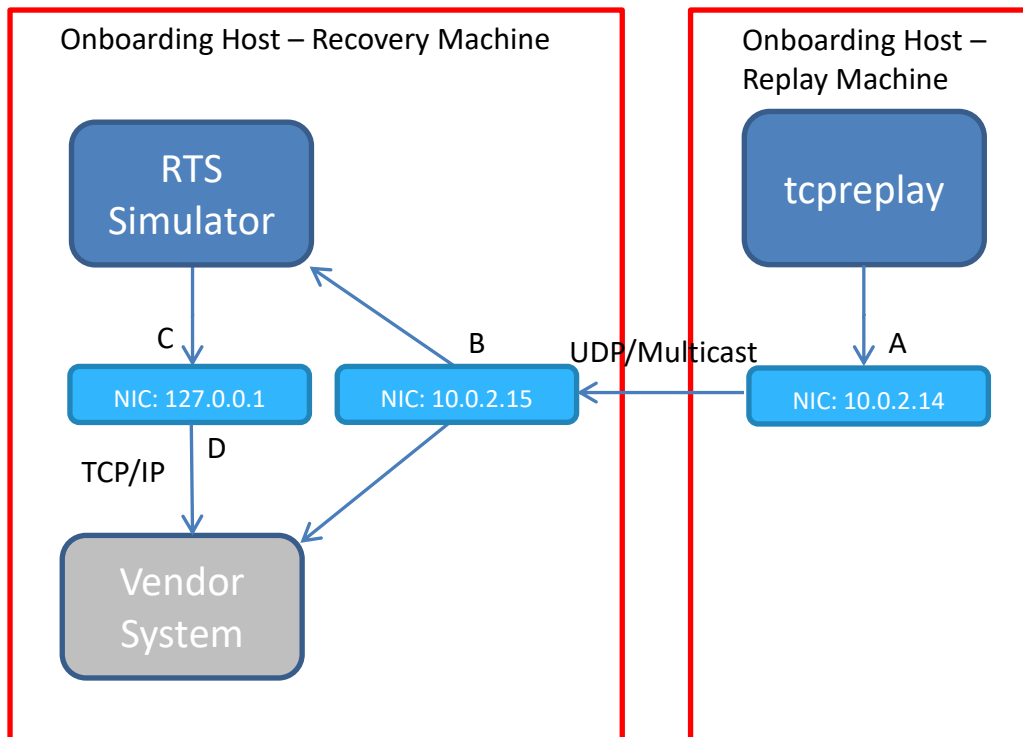 Onboarding Host – Recovery Machine
Onboarding Host –
Replay Machine
RTS
Simulator
tcpreplay
C
B
UDP/Multicast
A
NIC: 127.0.0.1
NIC: 10.0.2.15
NIC: 10.0.2.14
D
TCP/IP
Vendor
System